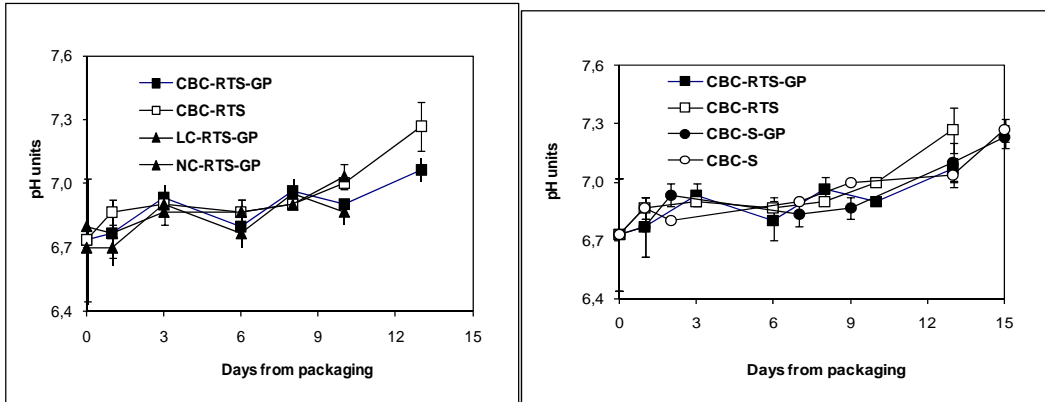 7,6
7,3
7,0
6,7
6,4
pH units
CBC-RTS-GP
CBC-RTS
LC-RTS-GP
NC-RTS-GP
0 3 6 9 12 15
Days from packaging
7,6
7,3
7,0
6,7
6,4
pH units
CBC-RTS-GP
CBC-RTS
CBC-S-GP
CBC-S
0 3 6 9 12 15
Days from packaging